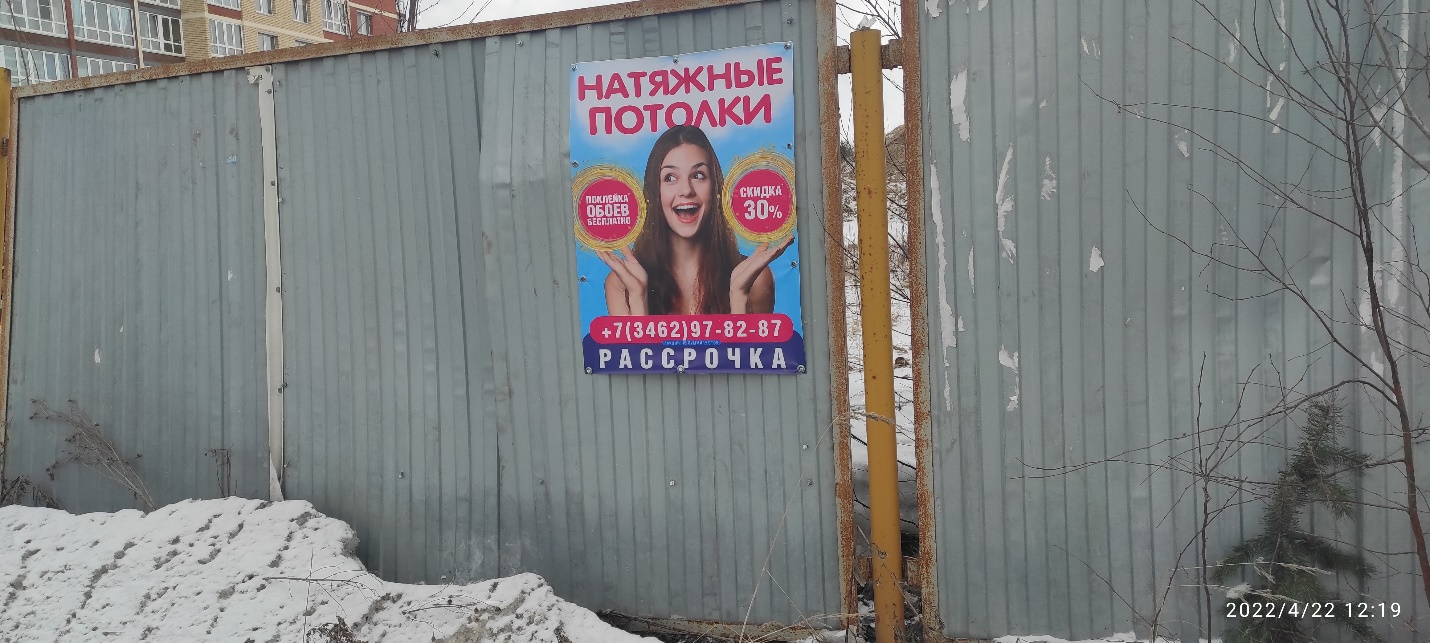 НАТЯЖНЫЕ
ПОТОЛКИ
ПОКЛЕЙКА
ОБОЕВ
БЕСПЛАТНО
СКИДКА
30%
+7(3462)97-82-87
РАССРОЧКА
2022/4/22 12:19